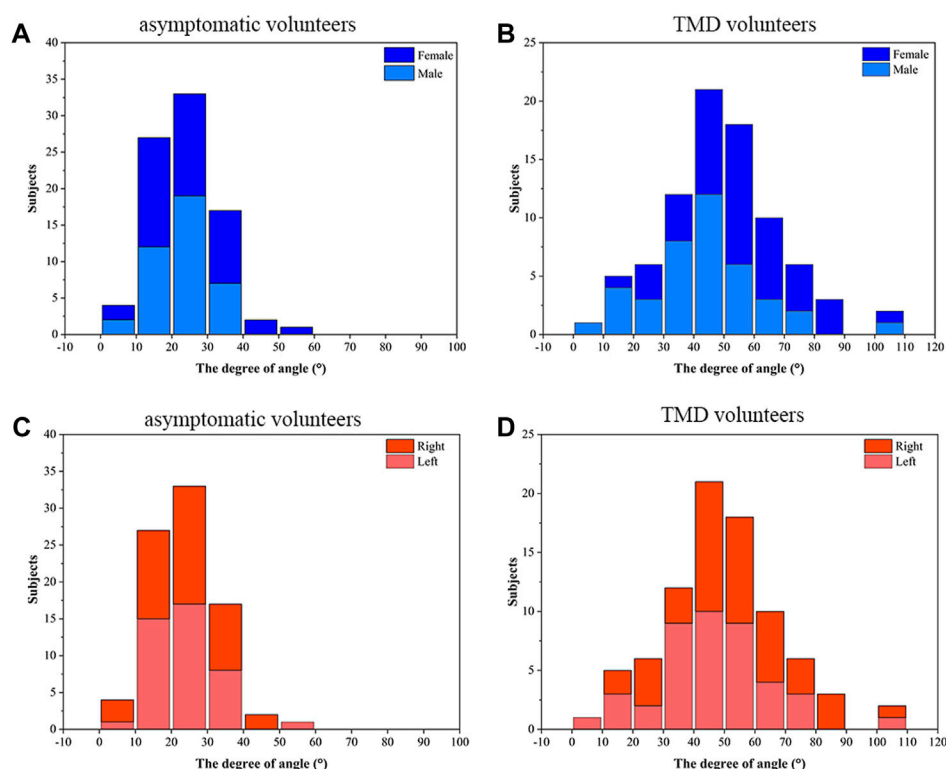 A
asymptomatic volunteers
Female
Male
Subjects
40
35
30
25
20
15
10
5
0
-10 0 10 20 30 40 50 60 70 80 90 100
The degree of angle (°)
B
TMD volunteers
Female
Male
Subjects
25
20
15
10
5
0
-10 0 10 20 30 40 50 60 70 80 90 100 110 120
The degree of angle (°)
C
asymptomatic volunteers
Right
Left
Subjects
40
35
30
25
20
15
10
5
0
-10 0 10 20 30 40 50 60 70 80 90 100
The degree of angle (°)
D
TMD volunteers
Right
Left
Subjects
25
20
15
10
5
0
-10 0 10 20 30 40 50 60 70 80 90 100 110 120
The degree of angle (°)